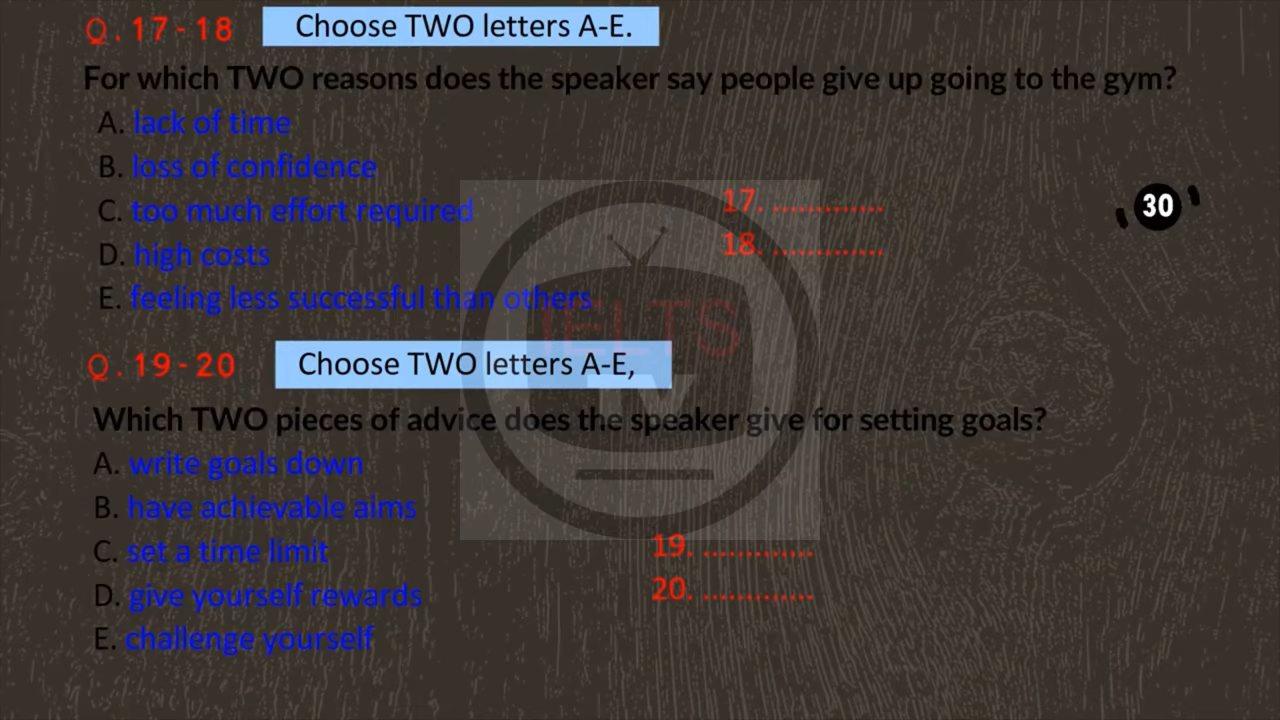 Q.17-18 Choose TWO letters A-E.
For which TWO reasons does the speaker say people give up going to the gym?
A. lack of time
B. loss of confidence
C. too much effort required
17. .............
30
D. high costs
18. .............
E. feeling less successful than others
IELTS
Q.19-20 Choose TWO letters A-E,
TV
Which TWO pieces of advice does the speaker give for setting goals?
A. write goals down
B. have achievable aims
C. set a time limit
19. .............
D. give yourself rewards
20. .............
E. challenge yourself